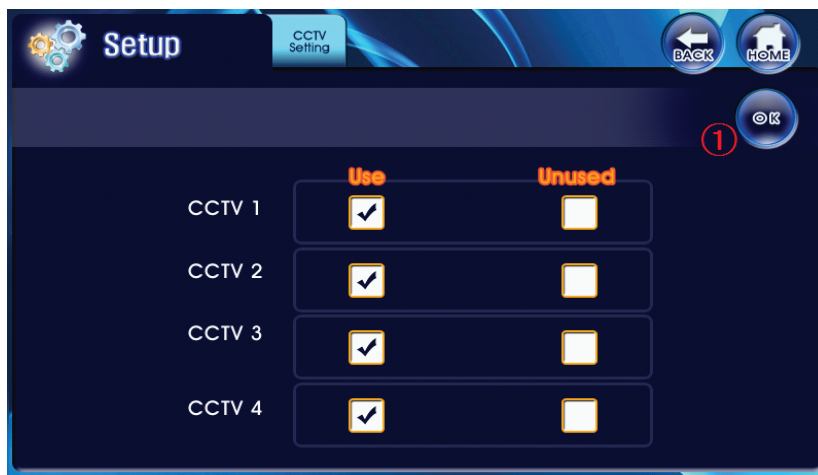 Setup
CCTV
Setting
BACK
HOME
OK
①
Use Unused
CCTV 1
CCTV 2
CCTV 3
CCTV 4